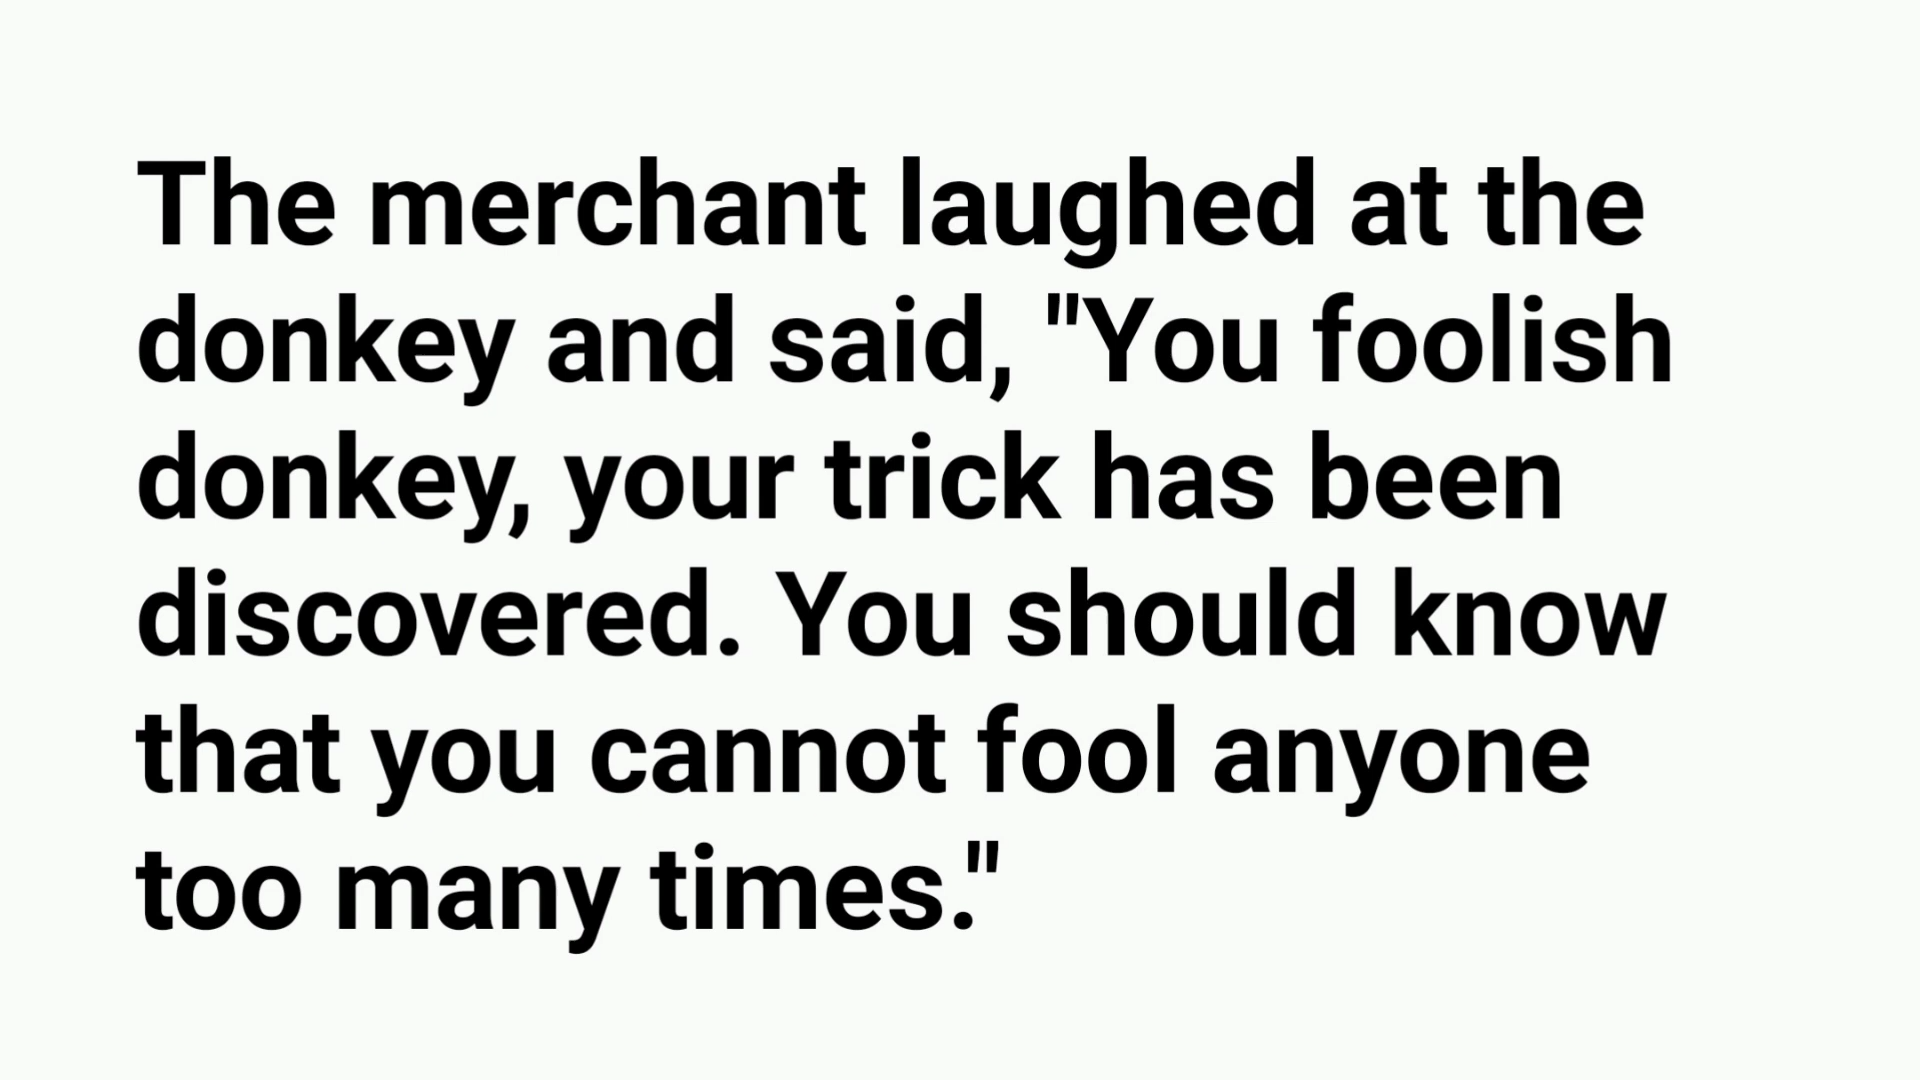 The merchant laughed at the
donkey and said, "You foolish
donkey, your trick has been
discovered. You should know
that you cannot fool anyone
too many times."